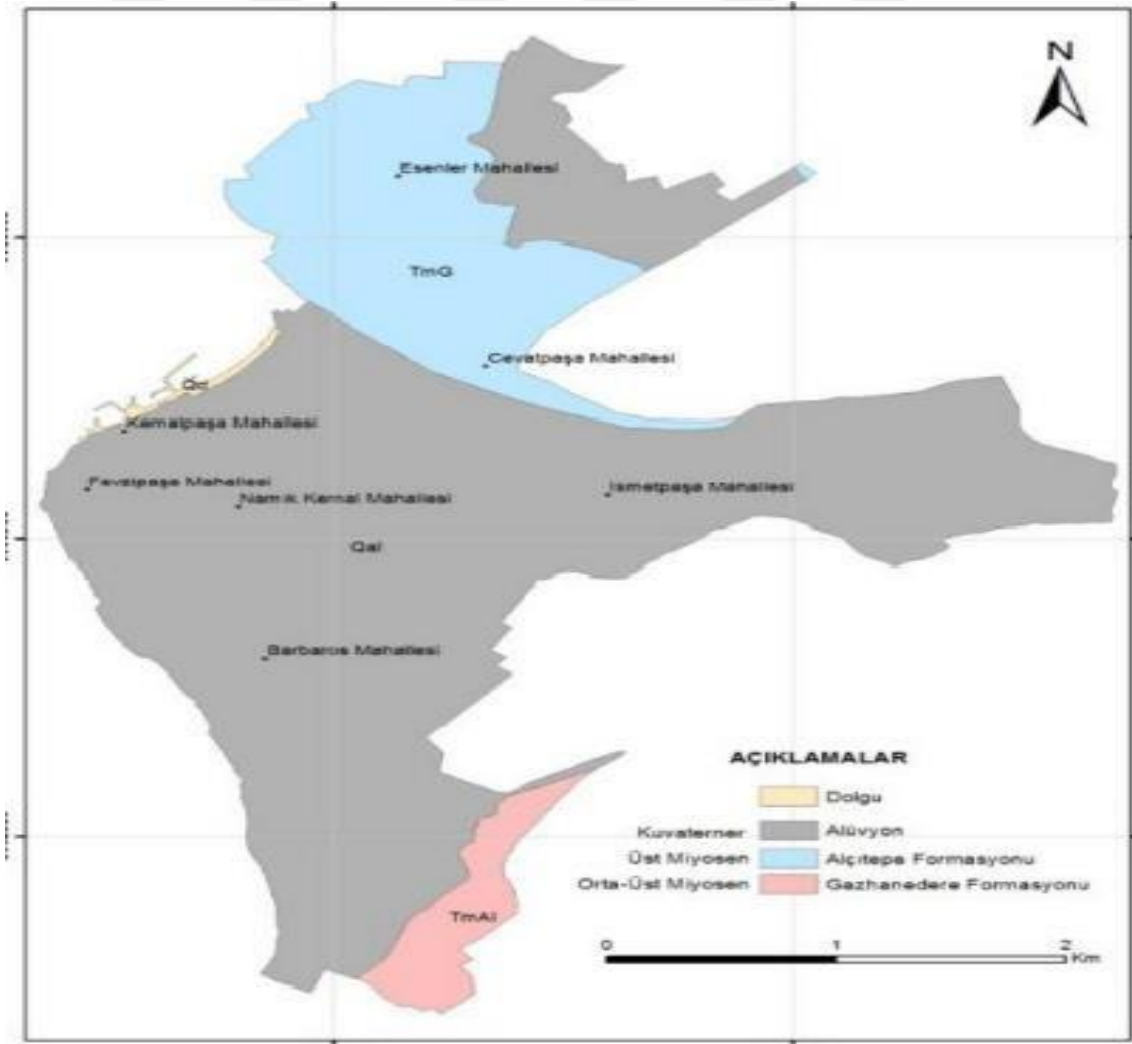 N
Esenler Mahallesi
TmG
Cevatpaşa Mahallesi
Qd
Kemalpaşa Mahallesi
Fevzipaşa Mahallesi
Namık Kemal Mahallesi
İsmetpaşa Mahallesi
Qal
Barbaros Mahallesi
AÇIKLAMALAR
Dolgu
Kuvaterner Alüvyon
Üst Miyosen Alçıtepe Formasyonu
Orta-Üst Miyosen Gazhanedere Formasyonu
TmAl
0 1 2
Km